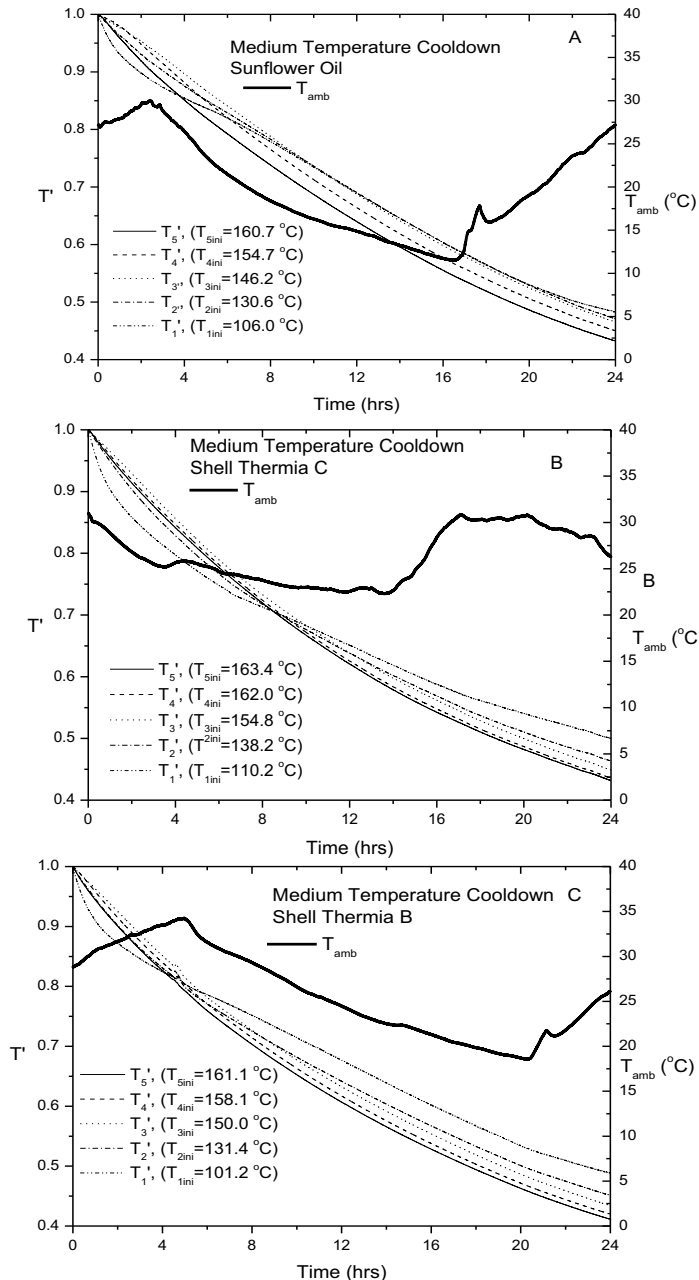 A
Medium Temperature Cooldown
Sunflower Oil
T_amb
T'
T_amb (°C)
T_5', (T_5ini=160.7 °C)
T_4', (T_4ini=154.7 °C)
T_3', (T_3ini=146.2 °C)
T_2', (T_2ini=130.6 °C)
T_1', (T_1ini=106.0 °C)
1.0
0.9
0.8
0.7
0.6
0.5
0.4
40
35
30
25
20
15
10
5
0
0 4 8 12 16 20 24
Time (hrs)
B
Medium Temperature Cooldown
Shell Thermia C
T_amb
B
T'
T_amb (°C
T_5', (T_5ini=163.4 °C)
T_4', (T_4ini=162.0 °C)
T_3', (T_3ini=154.8 °C)
T_2', (T^2ini=138.2 °C)
T_1', (T_1ini=110.2 °C)
1.0
0.9
0.8
0.7
0.6
0.5
0.4
40
35
30
25
20
15
10
5
0
0 4 8 12 16 20 24
Time (hrs)
Medium Temperature Cooldown C
Shell Thermia B
T_amb
T'
T_amb (°C)
T_5', (T_5ini=161.1 °C)
T_4', (T_4ini=158.1 °C)
T_3', (T_3ini=150.0 °C)
T_2', (T_2ini=131.4 °C)
T_1', (T_1ini=101.2 °C)
1.0
0.9
0.8
0.7
0.6
0.5
0.4
40
35
30
25
20
15
10
5
0
0 4 8 12 16 20 24
Time (hrs)